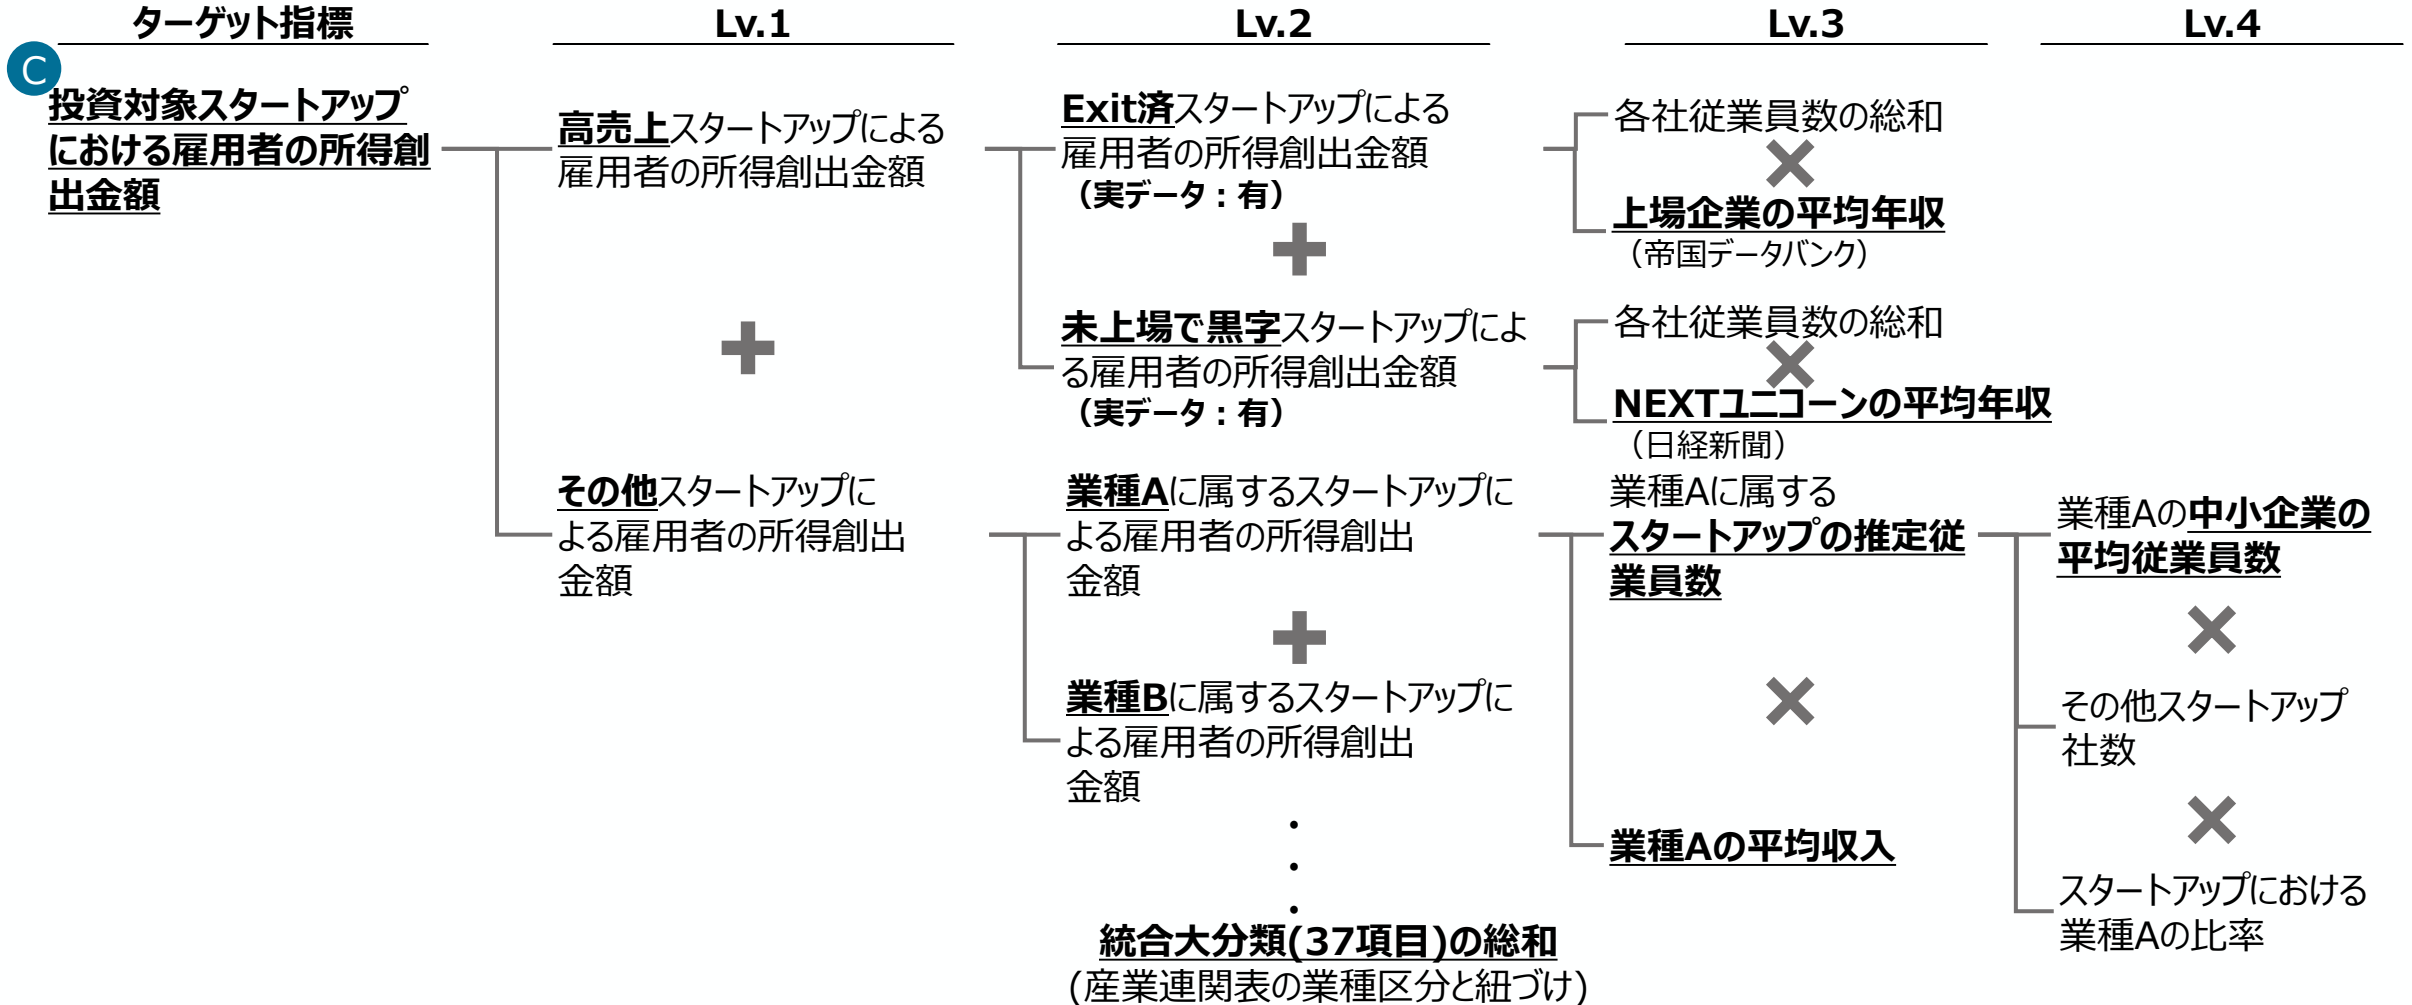 ターゲット指標
Lv.1
Lv.2
Lv.3
Lv.4
C
投資対象スタートアップ
における雇用者の所得創
出金額
高売上スタートアップによる
雇用者の所得創出金額
その他スタートアップに
よる雇用者の所得創出
金額
Exit済スタートアップによる
雇用者の所得創出金額
（実データ：有）
未上場で黒字スタートアップによ
る雇用者の所得創出金額
（実データ：有）
業種Aに属するスタートアップに
よる雇用者の所得創出
金額
業種Bに属するスタートアップに
よる雇用者の所得創出
金額
・
・
・
統合大分類(37項目)の総和
(産業連関表の業種区分と紐づけ)
各社従業員数の総和
上場企業の平均年収
（帝国データバンク）
各社従業員数の総和
NEXTユニコーンの平均年収
（日経新聞）
業種Aに属する
スタートアップの推定従
業員数
業種Aの平均収入
業種Aの中小企業の
平均従業員数
その他スタートアップ
社数
スタートアップにおける
業種Aの比率